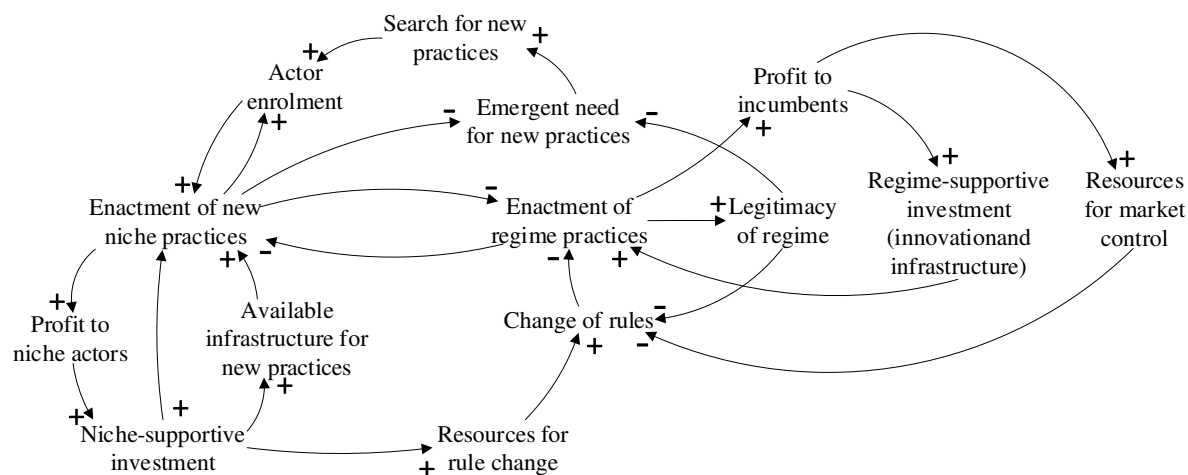 Search for new
practices
Actor
enrolment
Emergent need
for new practices
Profit to
incumbents
Enactment of new
niche practices
Enactment of
regime practices
Legitimacy
of regime
Regime-supportive
investment
(innovationand
infrastructure)
Resources
for market
control
Profit to
niche actors
Available
infrastructure for
new practices
Change of rules
Niche-supportive
investment
Resources for
rule change